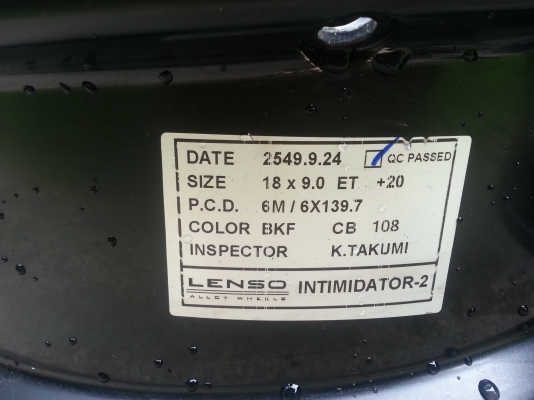 DATE 2549.9.24 QC PASSED
SIZE 18 x 9.0 ET +20
P.C.D. 6M / 6X139.7
COLOR BKF CB 108
INSPECTOR K.TAKUMI
LENSO INTIMIDATOR-2
ALLOY WHEELS